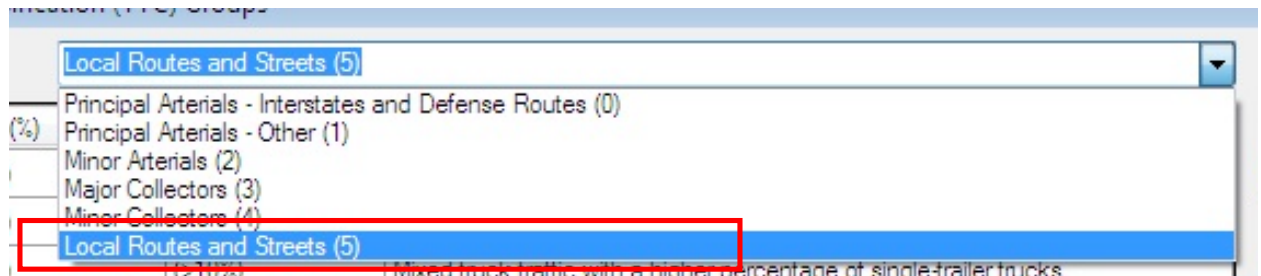 Groups
Local Routes and Streets (5)
Principal Arterials - Interstates and Defense Routes (0)
(%) Principal Arterials - Other (1)
Minor Arterials (2)
Major Collectors (3)
Minor Collectors (4)
Local Routes and Streets (5)
Mixed truck traffic with a higher percentage of single-trailer trucks